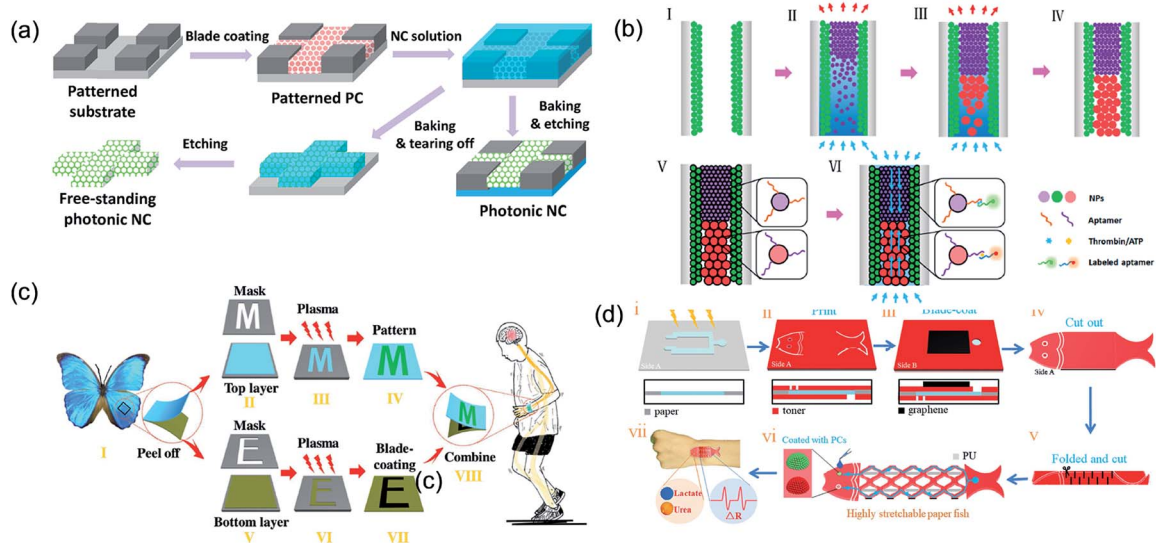 (a)
Blade coating
NC solution
Patterned
substrate
Patterned PC
Baking
& etching
Baking
& tearing off
Etching
Free-standing
photonic NC
Photonic NC
(b)
I
II
III
IV
V
VI
NPs
Aptamer
Thrombin/ATP
Labeled aptamer
(c)
Mask
M
Plasma
M
Pattern
M
Top layer
II
III
IV
I
Peel off
M
Combine
VIII
Mask
E
Plasma
E
Blade-
coating
E
(c)
Bottom layer
V
VI
VII
(d)
i
ii
Print
iii
Blade-coat
iv
Cut out
Side A
Side A
Side B
Side A
paper
toner
graphene
v
Folded and cut
vi
Coated with PCs
PU
Highly stretchable paper fish
vii
Lactate
Urea
ΔR